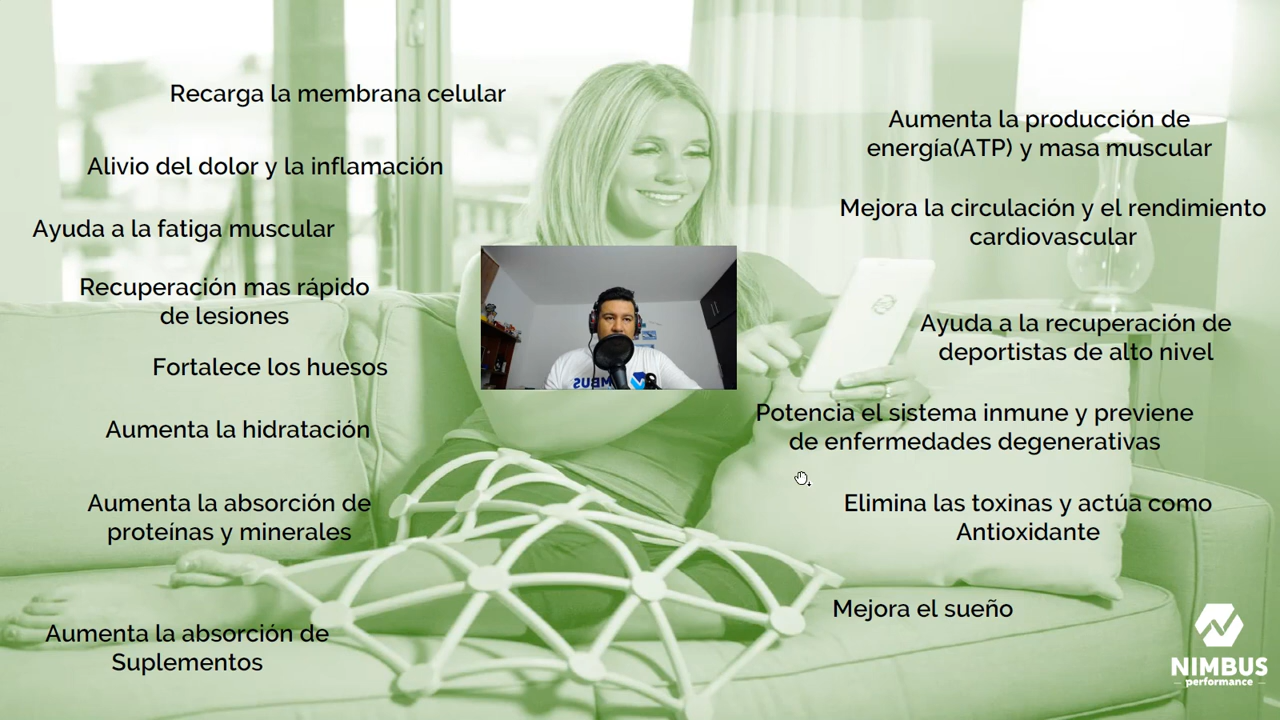 Recarga la membrana celular
Alivio del dolor y la inflamación
Ayuda a la fatiga muscular
Recuperación mas rápido
de lesiones
Fortalece los huesos
Aumenta la hidratación
Aumenta la absorción de
proteínas y minerales
Aumenta la absorción de
Suplementos
Aumenta la producción de
energía(ATP) y masa muscular
Mejora la circulación y el rendimiento
cardiovascular
Ayuda a la recuperación de
deportistas de alto nivel
Potencia el sistema inmune y previene
de enfermedades degenerativas
Elimina las toxinas y actúa como
Antioxidante
Mejora el sueño
NIMBUS
NIMBUS
performance